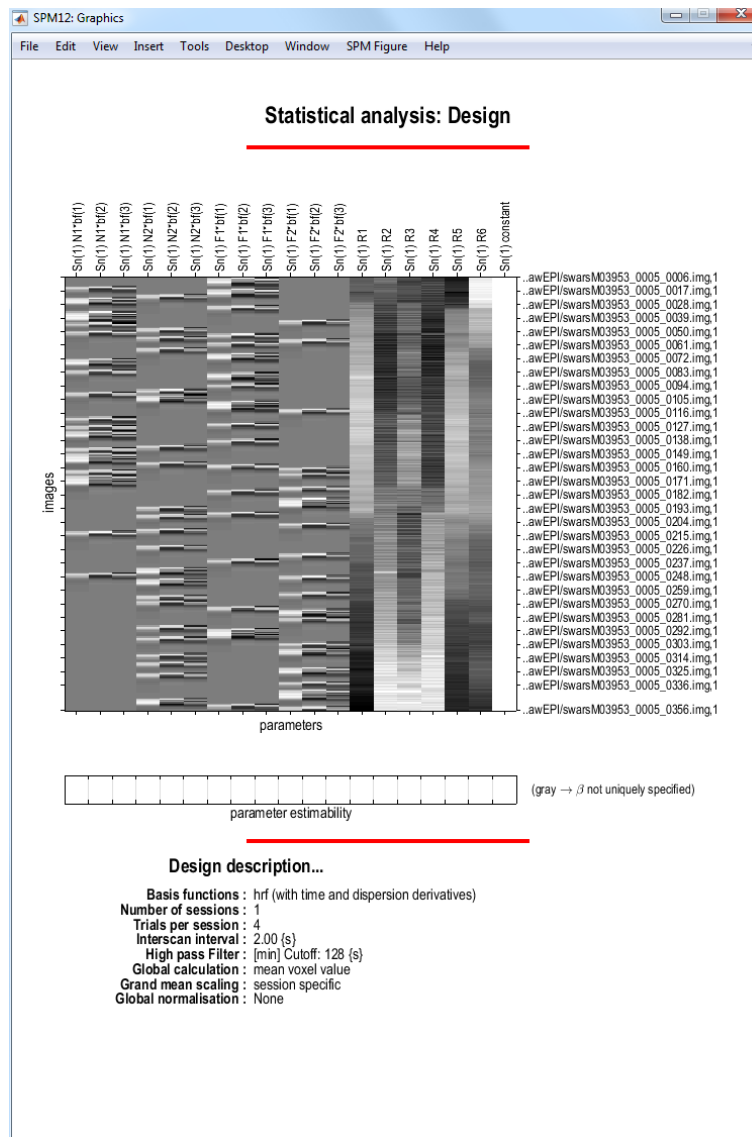 SPM12: Graphics
File Edit View Insert Tools Desktop Window SPM Figure Help
Statistical analysis: Design
Sn(1) N1*bf(1)
Sn(1) N1*bf(2)
Sn(1) N1*bf(3)
Sn(1) N2*bf(1)
Sn(1) N2*bf(2)
Sn(1) N2*bf(3)
Sn(1) F1*bf(1)
Sn(1) F1*bf(2)
Sn(1) F1*bf(3)
Sn(1) F2*bf(1)
Sn(1) F2*bf(2)
Sn(1) F2*bf(3)
Sn(1) R1
Sn(1) R2
Sn(1) R3
Sn(1) R4
Sn(1) R5
Sn(1) R6
Sn(1) constant
images
..awEPI/swarsM03953_0005_0006.img,1
..awEPI/swarsM03953_0005_0017.img,1
..awEPI/swarsM03953_0005_0028.img,1
..awEPI/swarsM03953_0005_0039.img,1
..awEPI/swarsM03953_0005_0050.img,1
..awEPI/swarsM03953_0005_0061.img,1
..awEPI/swarsM03953_0005_0072.img,1
..awEPI/swarsM03953_0005_0083.img,1
..awEPI/swarsM03953_0005_0094.img,1
..awEPI/swarsM03953_0005_0105.img,1
..awEPI/swarsM03953_0005_0116.img,1
..awEPI/swarsM03953_0005_0127.img,1
..awEPI/swarsM03953_0005_0138.img,1
..awEPI/swarsM03953_0005_0149.img,1
..awEPI/swarsM03953_0005_0160.img,1
..awEPI/swarsM03953_0005_0171.img,1
..awEPI/swarsM03953_0005_0182.img,1
..awEPI/swarsM03953_0005_0193.img,1
..awEPI/swarsM03953_0005_0204.img,1
..awEPI/swarsM03953_0005_0215.img,1
..awEPI/swarsM03953_0005_0226.img,1
..awEPI/swarsM03953_0005_0237.img,1
..awEPI/swarsM03953_0005_0248.img,1
..awEPI/swarsM03953_0005_0259.img,1
..awEPI/swarsM03953_0005_0270.img,1
..awEPI/swarsM03953_0005_0281.img,1
..awEPI/swarsM03953_0005_0292.img,1
..awEPI/swarsM03953_0005_0303.img,1
..awEPI/swarsM03953_0005_0314.img,1
..awEPI/swarsM03953_0005_0325.img,1
..awEPI/swarsM03953_0005_0336.img,1
..awEPI/swarsM03953_0005_0356.img,1
parameters
(gray → β not uniquely specified)
parameter estimability
Design description...
Basis functions : hrf (with time and dispersion derivatives)
Number of sessions : 1
Trials per session : 4
Interscan interval : 2.00 {s}
High pass Filter : [min] Cutoff: 128 {s}
Global calculation : mean voxel value
Grand mean scaling : session specific
Global normalisation : None